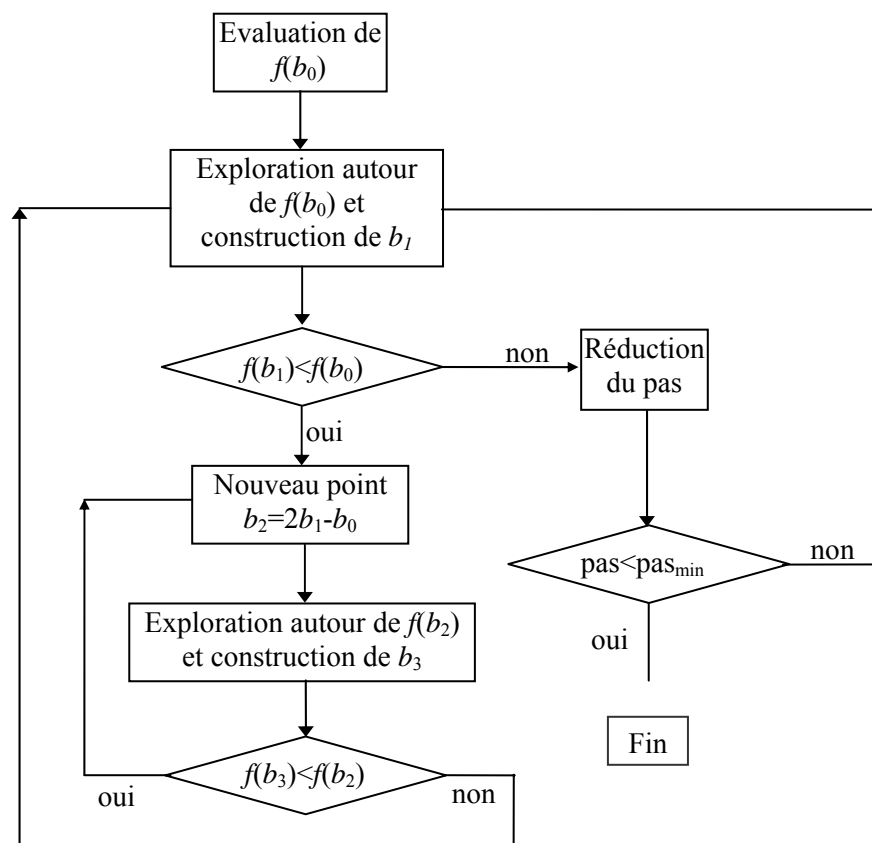 Evaluation de
f(b₀)
Exploration autour
de f(b₀) et
construction de b₁
f(b₁)<f(b₀)
non
Réduction
du pas
oui
Nouveau point
b₂=2b₁-b₀
pas<pasₘᵢₙ
non
Exploration autour de f(b₂)
et construction de b₃
oui
Fin
f(b₃)<f(b₂)
oui
non